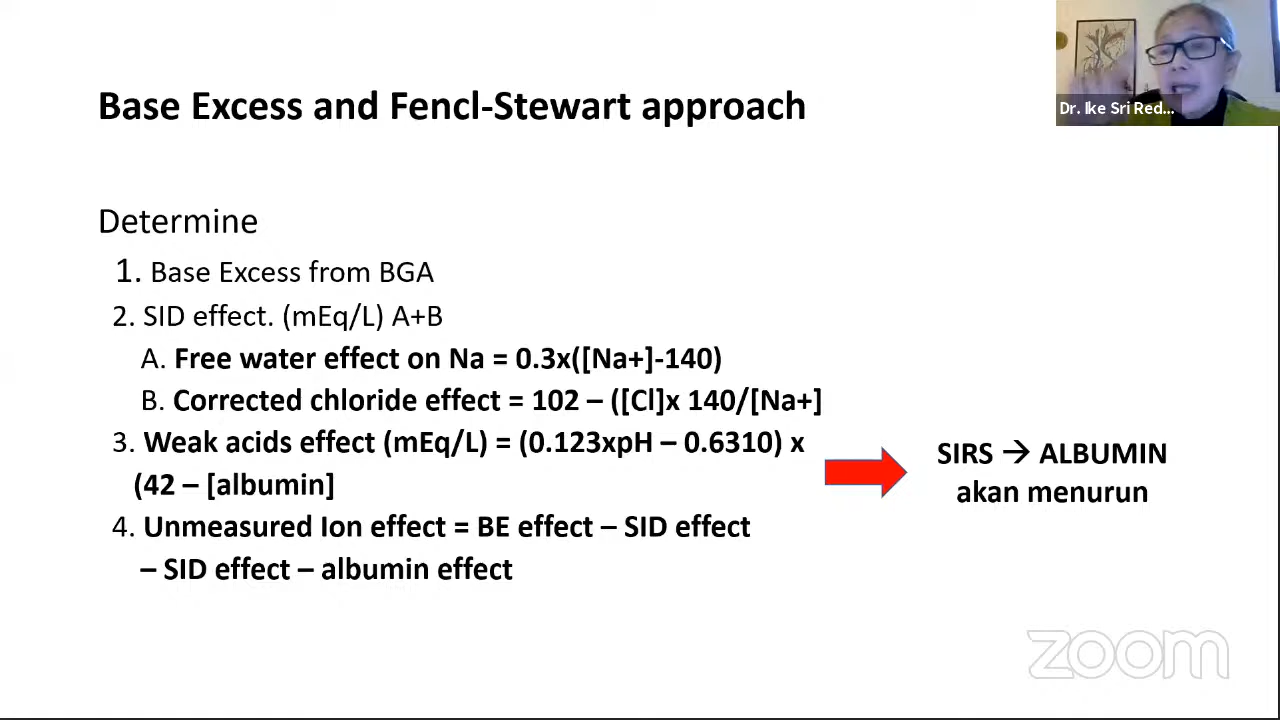 Dr. Ike Sri Red...
Base Excess and Fencl-Stewart approach
Determine
1. Base Excess from BGA
2. SID effect. (mEq/L) A+B
A. Free water effect on Na = 0.3x([Na+]-140)
B. Corrected chloride effect = 102 – ([Cl]x 140/[Na+]
3. Weak acids effect (mEq/L) = (0.123xpH – 0.6310) x
(42 – [albumin]
4. Unmeasured Ion effect = BE effect – SID effect
– SID effect – albumin effect
SIRS → ALBUMIN
akan menurun
zoom